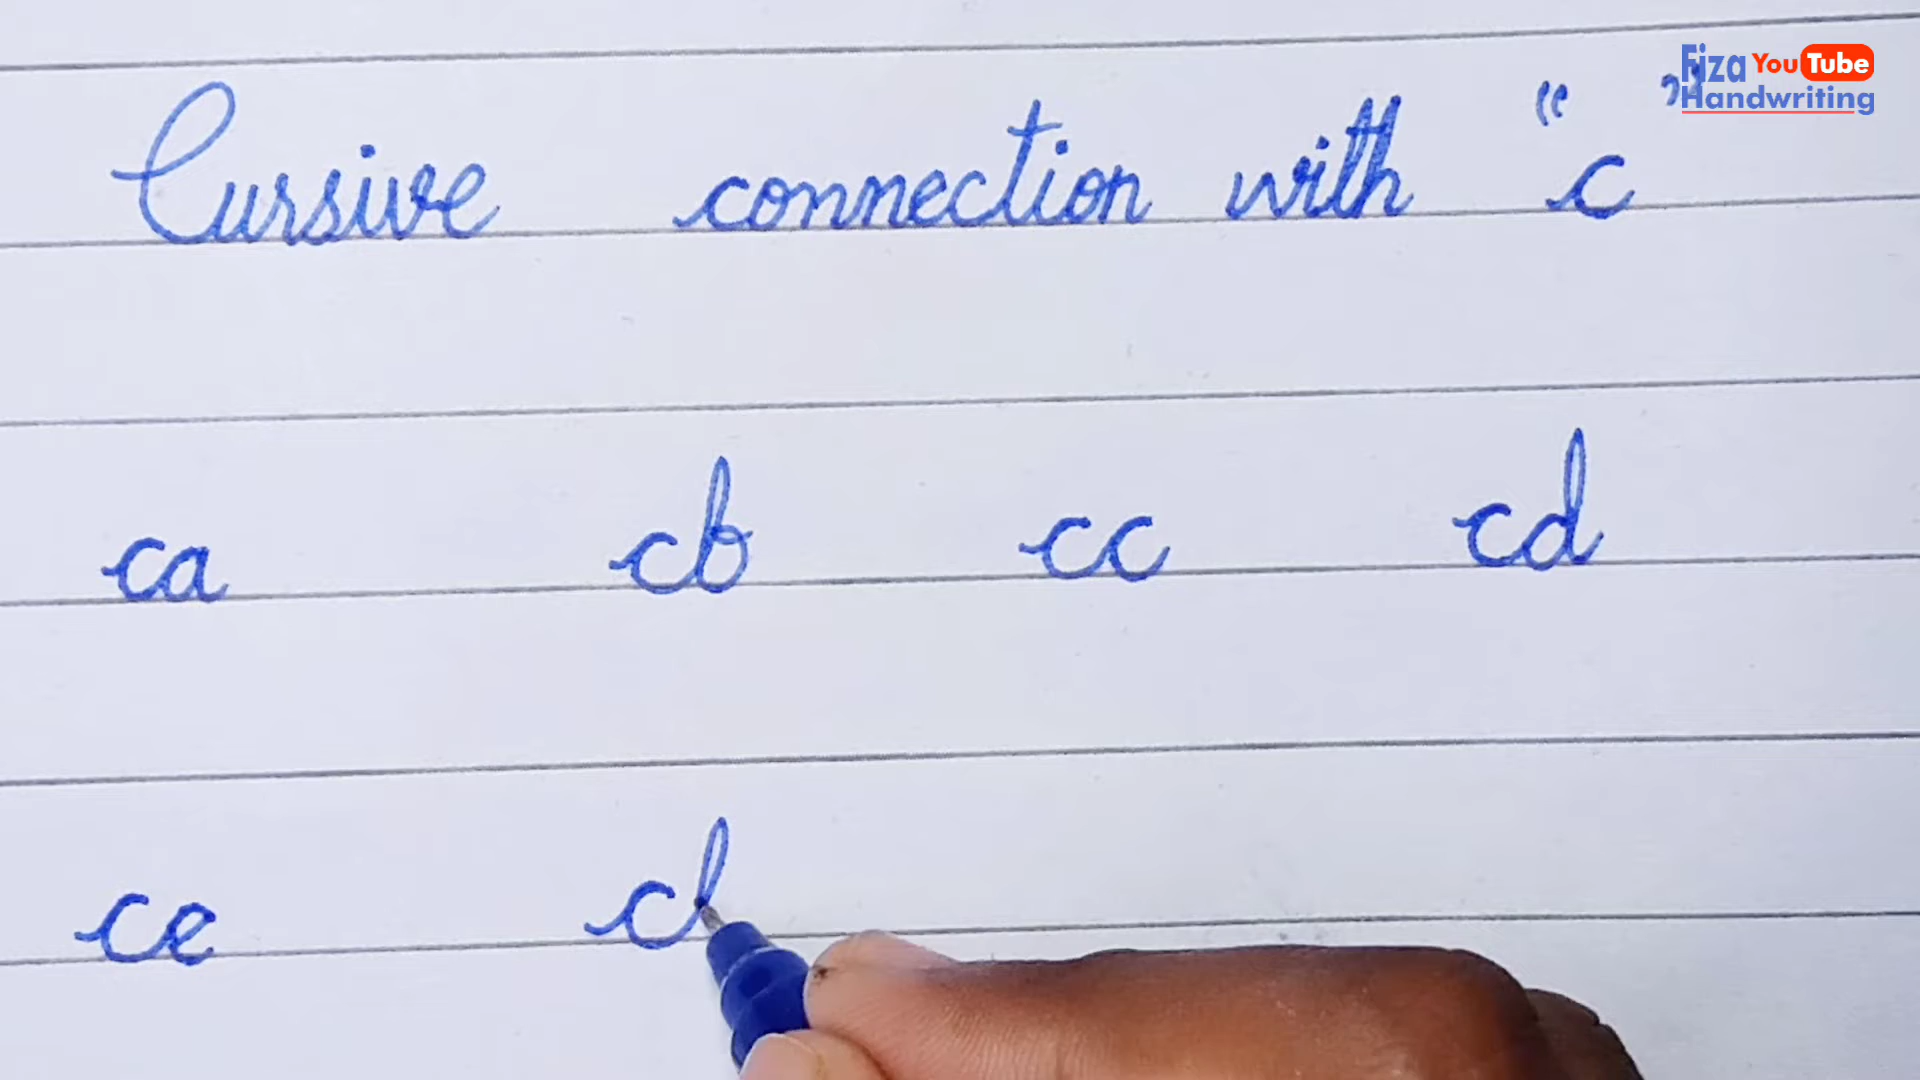 Fiza YouTube
Handwriting
Cursive connection with “c”
ca cb cc cd
ce